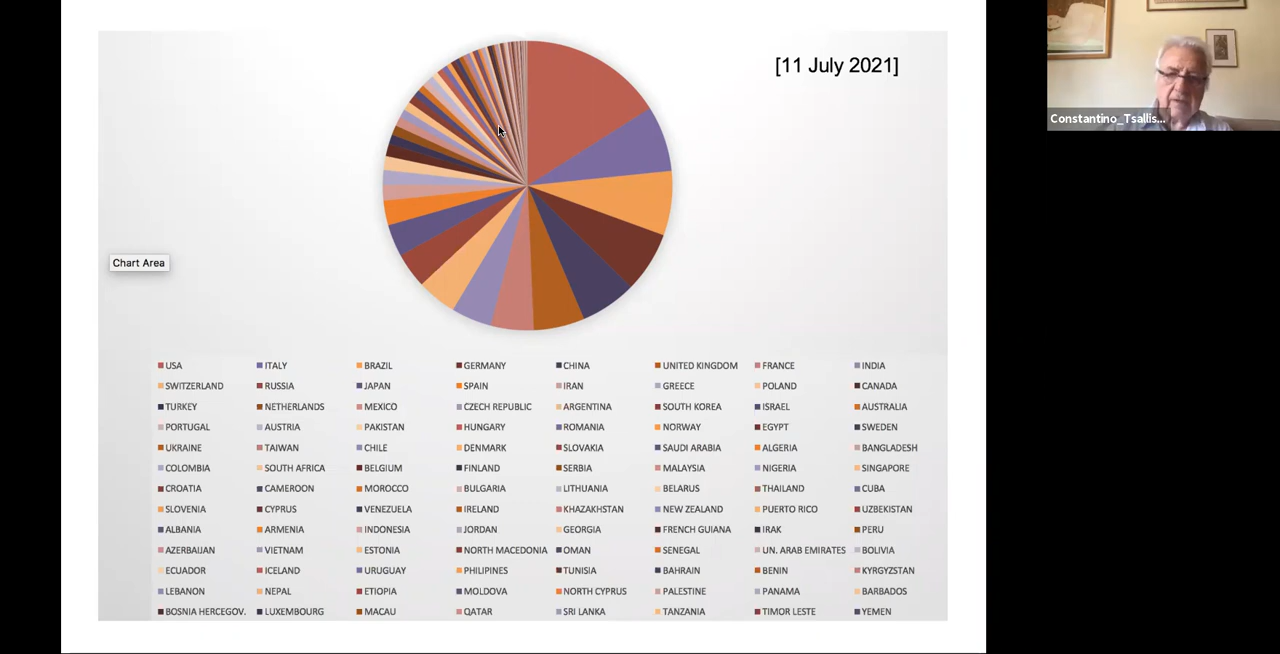 [11 July 2021]
Constantino_Tsallis...
Chart Area
USA ITALY BRAZIL GERMANY CHINA UNITED KINGDOM FRANCE INDIA
SWITZERLAND RUSSIA JAPAN SPAIN IRAN GREECE POLAND CANADA
TURKEY NETHERLANDS MEXICO CZECH REPUBLIC ARGENTINA SOUTH KOREA ISRAEL AUSTRALIA
PORTUGAL AUSTRIA PAKISTAN HUNGARY ROMANIA NORWAY EGYPT SWEDEN
UKRAINE TAIWAN CHILE DENMARK SLOVAKIA SAUDI ARABIA ALGERIA BANGLADESH
COLOMBIA SOUTH AFRICA BELGIUM FINLAND SERBIA MALAYSIA NIGERIA SINGAPORE
CROATIA CAMEROON MOROCCO BULGARIA LITHUANIA BELARUS THAILAND CUBA
SLOVENIA CYPRUS VENEZUELA IRELAND KHAZAKHSTAN NEW ZEALAND PUERTO RICO UZBEKISTAN
ALBANIA ARMENIA INDONESIA JORDAN GEORGIA FRENCH GUIANA IRAK PERU
AZERBAIJAN VIETNAM ESTONIA NORTH MACEDONIA OMAN SENEGAL UN. ARAB EMIRATES BOLIVIA
ECUADOR ICELAND URUGUAY PHILIPINES TUNISIA BAHRAIN BENIN KYRGYZSTAN
LEBANON NEPAL ETIOPIA MOLDOVA NORTH CYPRUS PALESTINE PANAMA BARBADOS
BOSNIA HERCEGOV. LUXEMBOURG MACAU QATAR SRI LANKA TANZANIA TIMOR LESTE YEMEN